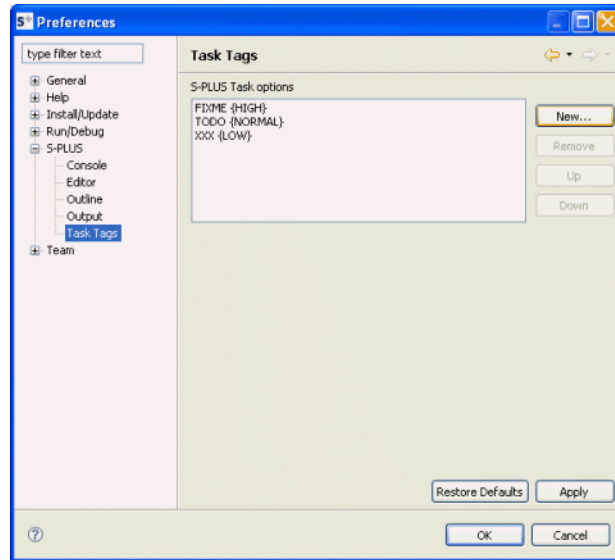 S+ Preferences
type filter text
General
Help
Install/Update
Run/Debug
S-PLUS
Console
Editor
Outline
Output
Task Tags
Team
Task Tags
S-PLUS Task options
FIXME {HIGH}
TODO {NORMAL}
XXX {LOW}
New...
Remove
Up
Down
Restore Defaults
Apply
?
OK
Cancel